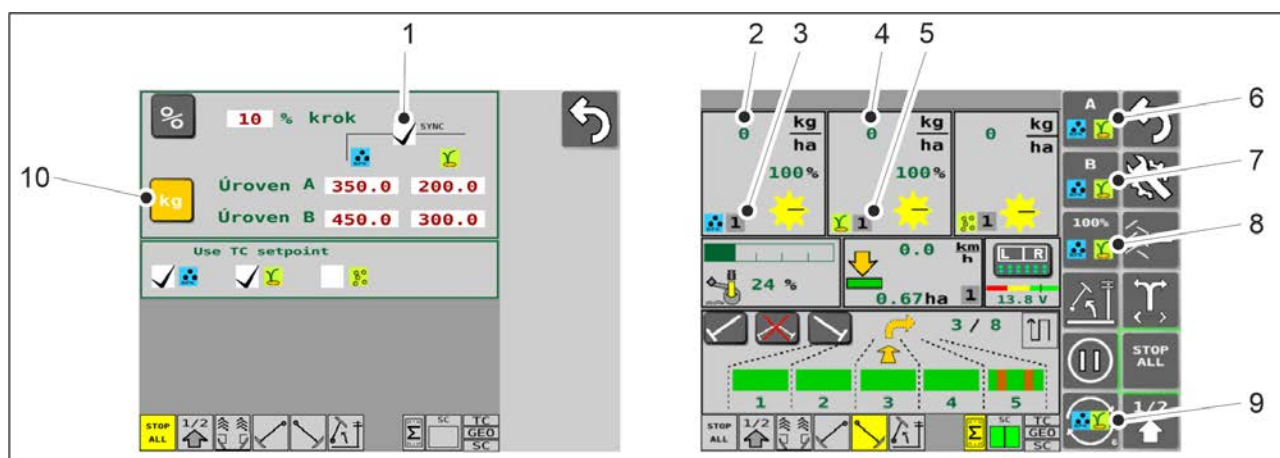 1
2
3
4
5
6
7
8
9
10
%
10 % krok
SYNC
kg
Úroven A 350.0 200.0
Úroven B 450.0 300.0
Use TC setpoint
STOP ALL
1/2
Σ
SC
TC
GEO
SC
0 kg/ha
100%
1
0 kg/ha
100%
1
0 kg/ha
1
24 %
0.0 km/h
0.67ha 1
L R
13.8 V
3 / 8
1 2 3 4 5
STOP ALL
1/2
Σ
SC
TC
GEO
SC
A
B
100%
STOP ALL
1/2